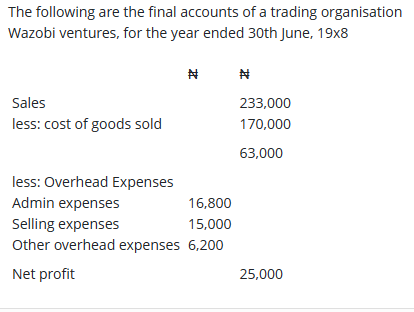 The following are the final accounts of a trading organisation
Wazobi ventures, for the year ended 30th June, 19x8
₦ ₦
Sales 233,000
less: cost of goods sold 170,000
63,000
less: Overhead Expenses
Admin expenses 16,800
Selling expenses 15,000
Other overhead expenses 6,200
Net profit 25,000